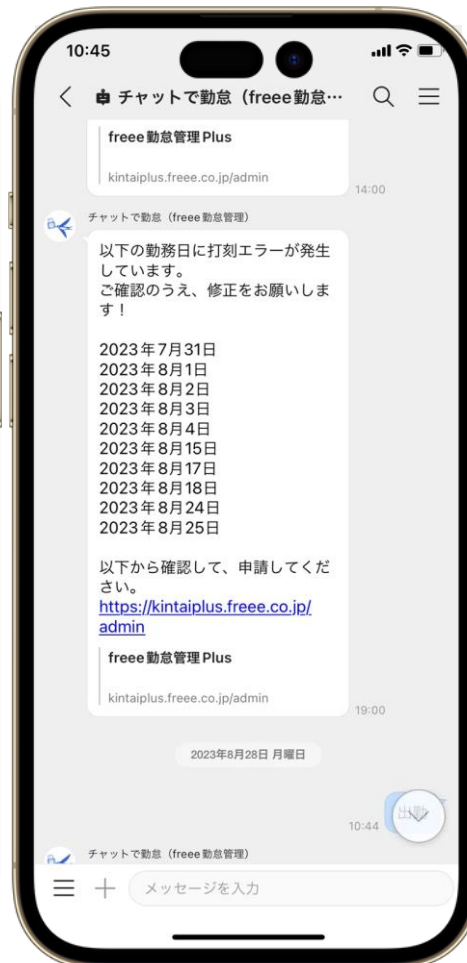 10:45
チャットで勤怠（freee勤怠…
freee勤怠管理Plus
kintaiplus.freee.co.jp/admin
14:00
チャットで勤怠（freee勤怠管理）
以下の勤務日に打刻エラーが発生
しています。
ご確認のうえ、修正をお願いしま
す！
2023年7月31日
2023年8月1日
2023年8月2日
2023年8月3日
2023年8月4日
2023年8月15日
2023年8月17日
2023年8月18日
2023年8月24日
2023年8月25日
以下から確認して、申請してくだ
さい。
https://kintaiplus.freee.co.jp/
admin
freee勤怠管理Plus
kintaiplus.freee.co.jp/admin
19:00
2023年8月28日 月曜日
出勤
10:44
チャットで勤怠（freee勤怠管理）
メッセージを入力